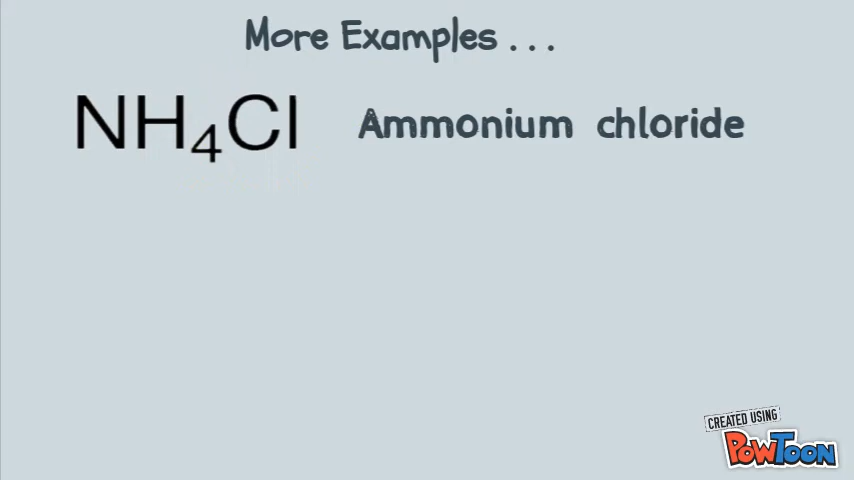 More Examples . . .
NH₄Cl Ammonium chloride
CREATED USING
POWTOON